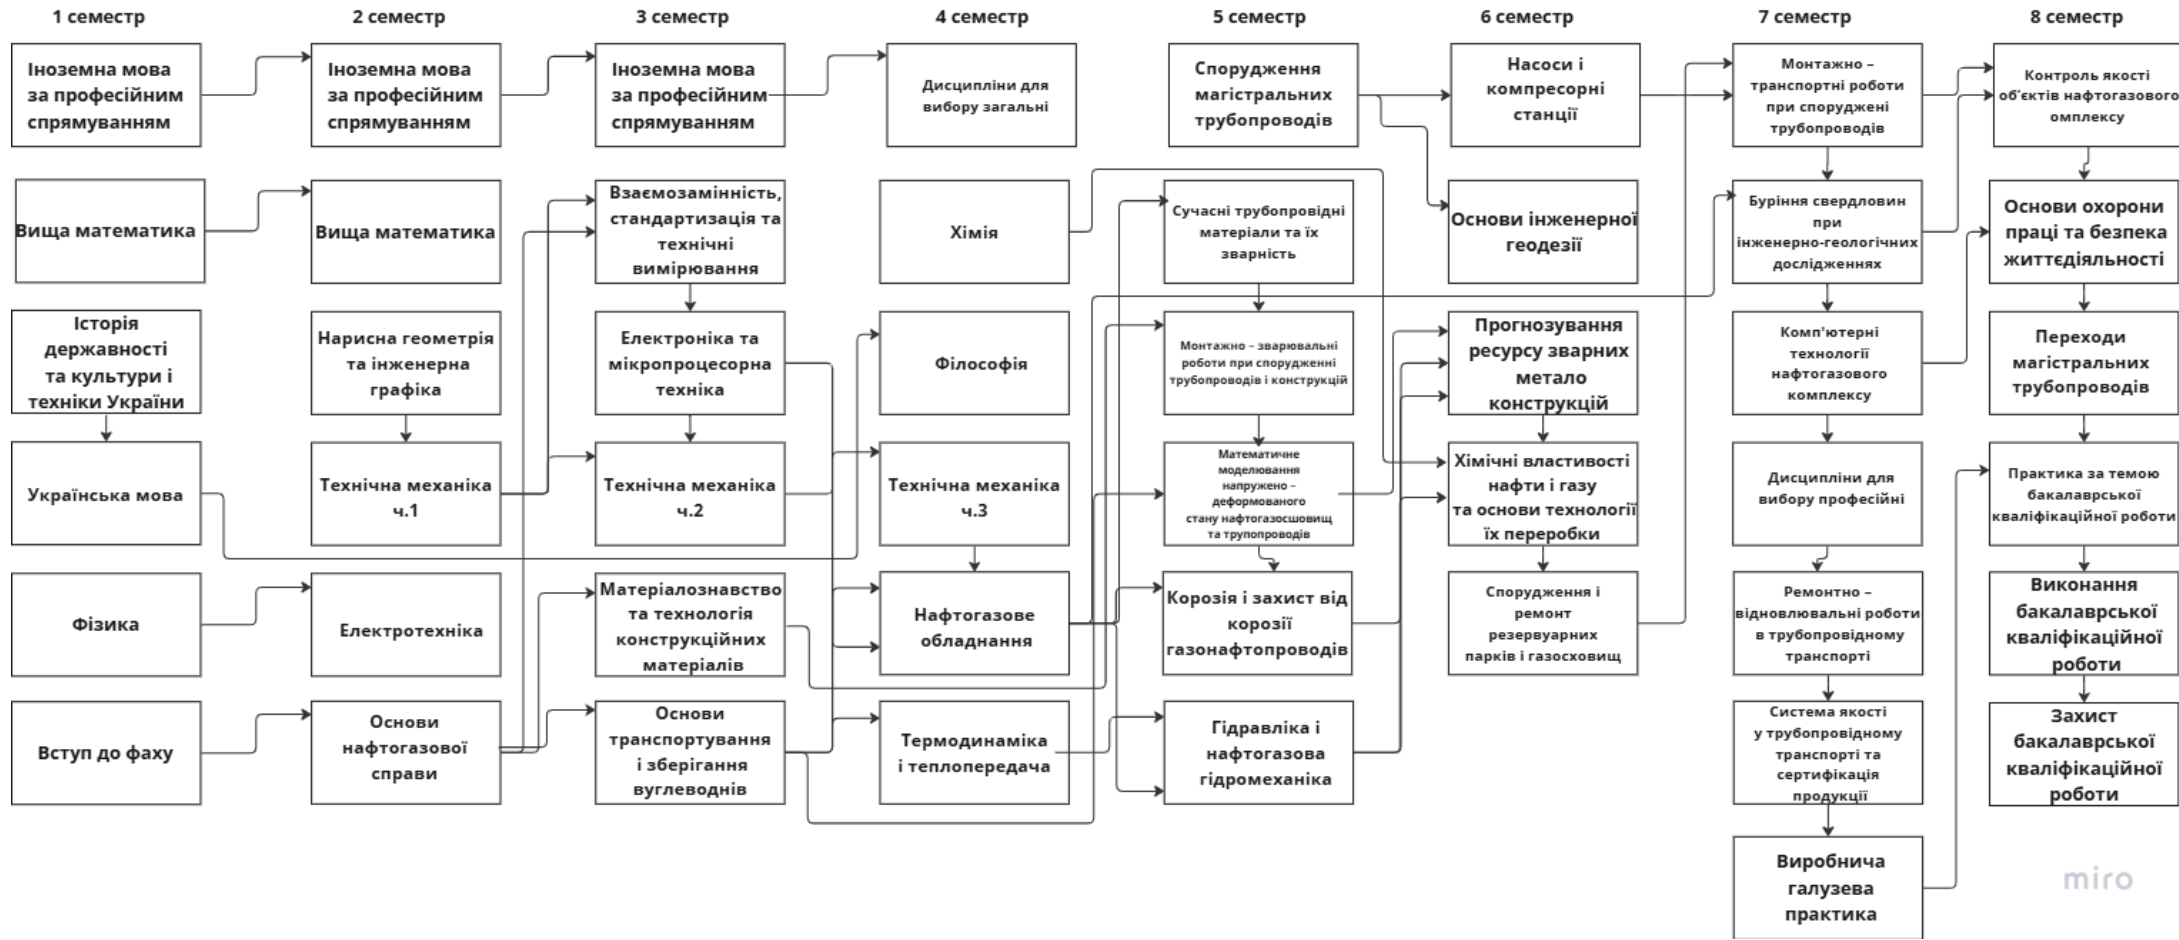 1 семестр
2 семестр
3 семестр
4 семестр
5 семестр
6 семестр
7 семестр
8 семестр
Іноземна мова
за професійним
спрямуванням
Вища математика
Історія
державності
та культури і
техніки України
Українська мова
Фізика
Вступ до фаху
Іноземна мова
за професійним
спрямуванням
Вища математика
Нарисна геометрія
та інженерна
графіка
Технічна механіка
ч.1
Електротехніка
Основи
нафтогазової
справи
Іноземна мова
за професійним
спрямуванням
Взаємозамінність,
стандартизація та
технічні
вимірювання
Електроніка та
мікропроцесорна
техніка
Технічна механіка
ч.2
Матеріалознавство
та технологія
конструкційних
матеріалів
Основи
транспортування
і зберігання
вуглеводнів
Дисципліни для
вибору загальні
Хімія
Філософія
Технічна механіка
ч.3
Нафтогазове
обладнання
Термодинаміка
і теплопередача
Спорудження
магістральних
трубопроводів
Сучасні трубопровідні
матеріали та їх
зварність
Монтажно – зварювальні
роботи при спорудженні
трубопроводів і конструкцій
Математичне
моделювання
напружено –
деформованого
стану нафтогазосшовищ
та трупопроводів
Корозія і захист від
корозії
газонафтопроводів
Гідравліка і
нафтогазова
гідромеханіка
Насоси і
компресорні
станції
Основи інженерної
геодезії
Прогнозування
ресурсу зварних
метало
конструкцій
Хімічні властивості
нафти і газу
та основи технології
їх переробки
Спорудження і
ремонт
резервуарних
парків і газосховищ
Монтажно –
транспортні роботи
при споруджені
трубопроводів
Буріння свердловин
при
інженерно-геологічних
дослідженнях
Комп'ютерні
технології
нафтогазового
комплексу
Дисципліни для
вибору професійні
Ремонтно –
відновлювальні роботи
в трубопровідному
транспорті
Система якості
у трубопровідному
транспорті та
сертифікація
продукції
Виробнича
галузева
практика
Контроль якості
об'єктів нафтогазового
омплексу
Основи охорони
праці та безпека
життєдіяльності
Переходи
магістральних
трубопроводів
Практика за темою
бакалаврської
кваліфікаційної роботи
Виконання
бакалаврської
кваліфікаційної
роботи
Захист
бакалаврської
кваліфікаційної
роботи
miro